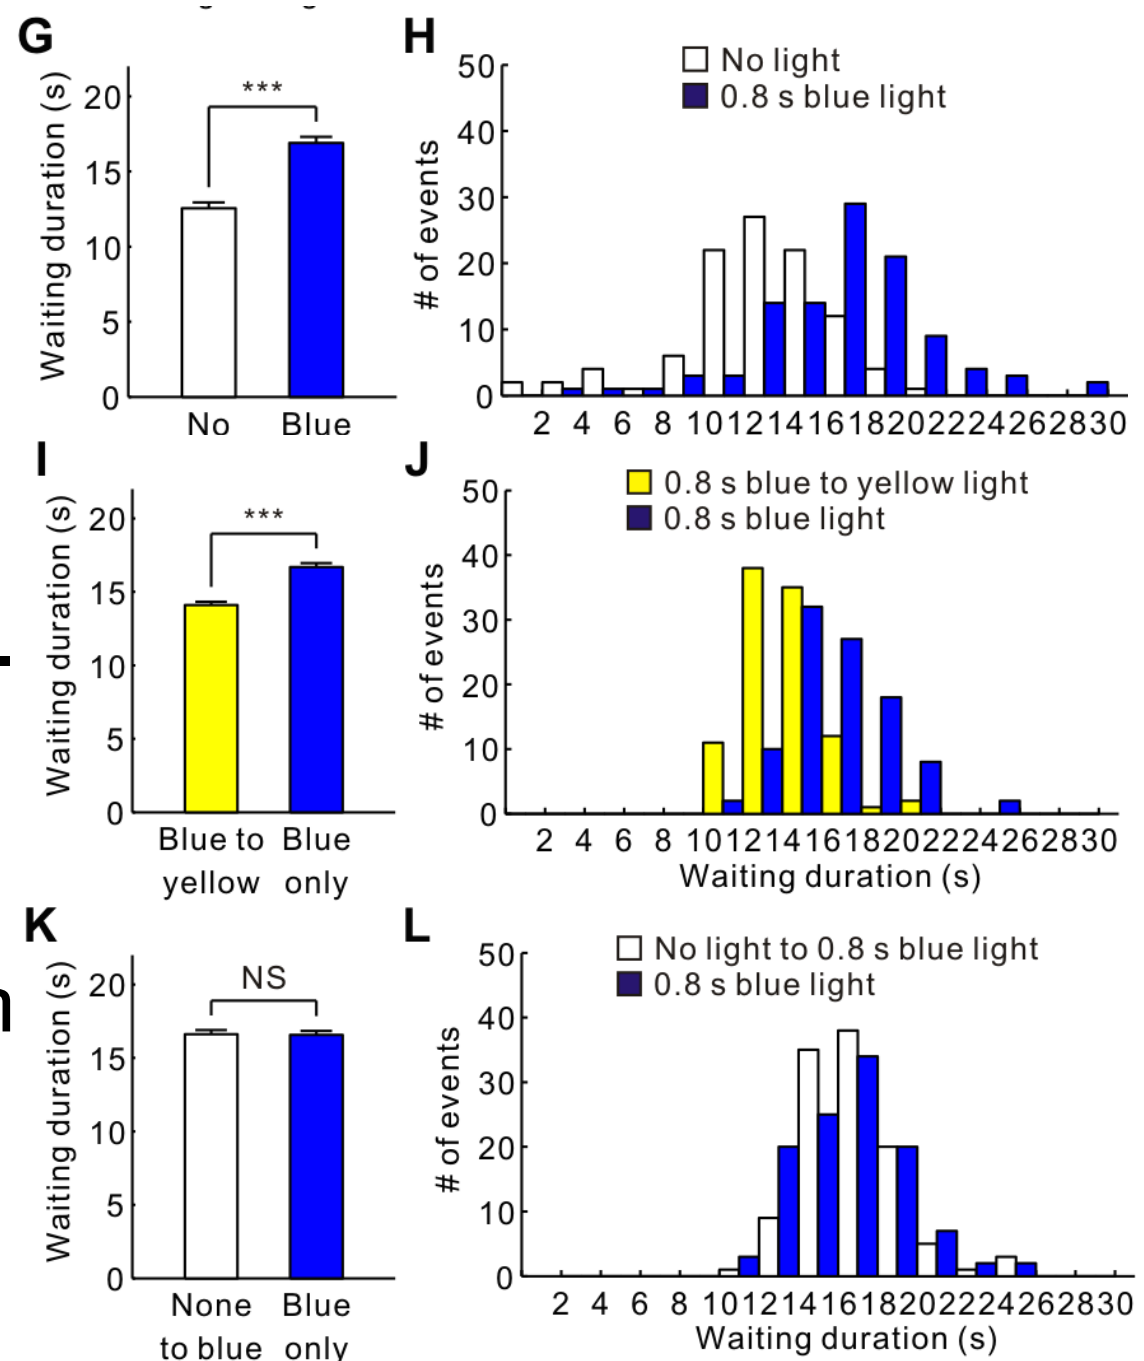 G
Waiting duration (s)
20
15
10
5
0
***
No
Blue
H
# of events
50
40
30
20
10
0
No light
0.8 s blue light
2 4 6 8 10 12 14 16 18 20 22 24 26 28 30
I
Waiting duration (s)
20
15
10
5
0
***
Blue to yellow
Blue only
J
# of events
50
40
30
20
10
0
0.8 s blue to yellow light
0.8 s blue light
2 4 6 8 10 12 14 16 18 20 22 24 26 28 30
Waiting duration (s)
K
Waiting duration (s)
20
15
10
5
0
NS
None to blue
Blue only
L
# of events
50
40
30
20
10
0
No light to 0.8 s blue light
0.8 s blue light
2 4 6 8 10 12 14 16 18 20 22 24 26 28 30
Waiting duration (s)